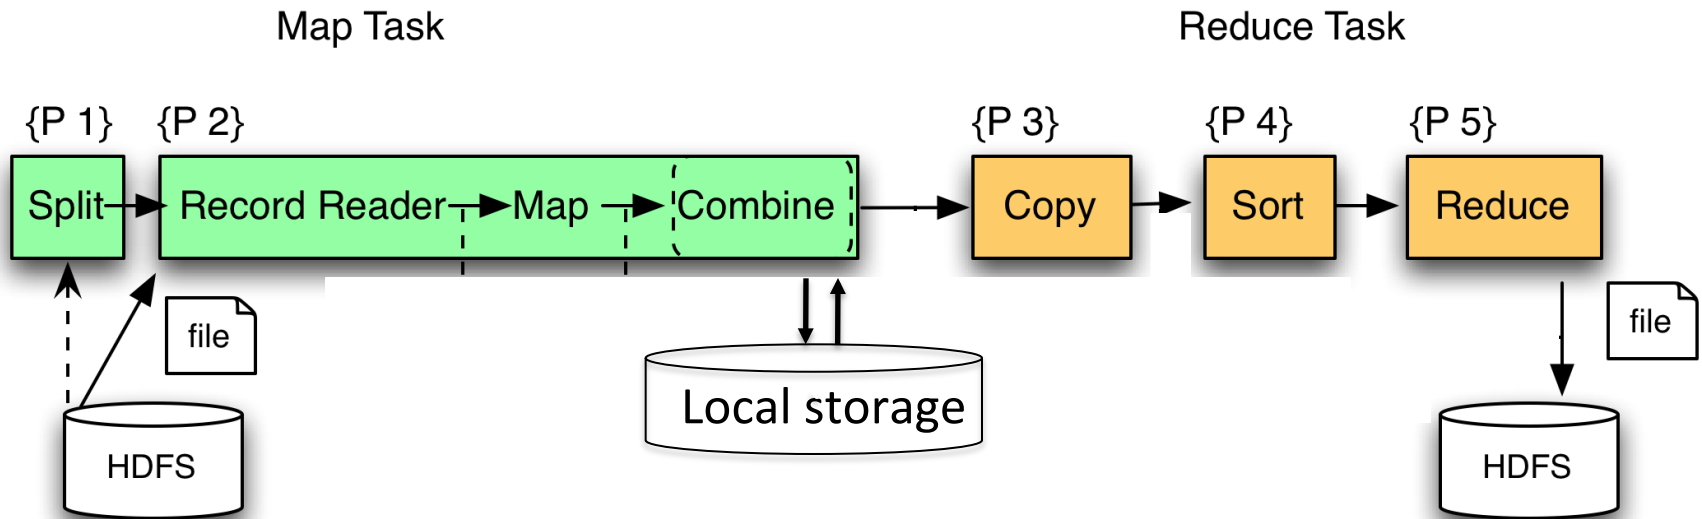 Map Task
Reduce Task
{P 1}
{P 2}
{P 3}
{P 4}
{P 5}
Split
Record Reader
Map
Combine
Copy
Sort
Reduce
file
file
Local storage
HDFS
HDFS